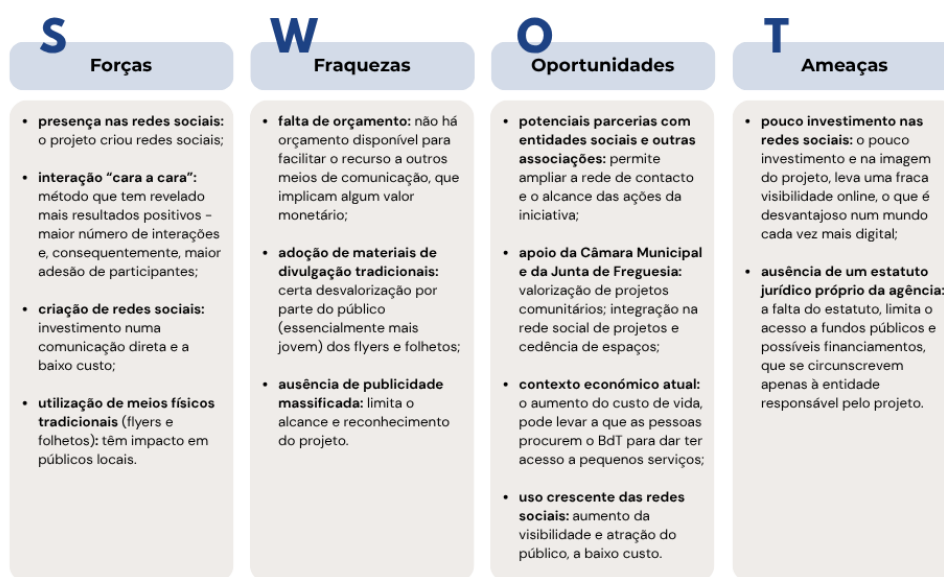 S
Forças
• presença nas redes sociais:
o projeto criou redes sociais;
• interação “cara a cara”:
método que tem revelado
mais resultados positivos -
maior número de interações
e, consequentemente, maior
adesão de participantes;
• criação de redes sociais:
investimento numa
comunicação direta e a
baixo custo;
• utilização de meios físicos
tradicionais (flyers e
folhetos): têm impacto em
públicos locais.
W
Fraquezas
• falta de orçamento: não há
orçamento disponível para
facilitar o recurso a outros
meios de comunicação, que
implicam algum valor
monetário;
• adoção de materiais de
divulgação tradicionais:
certa desvalorização por
parte do público
(essencialmente mais
jovem) dos flyers e folhetos;
• ausência de publicidade
massificada: limita o
alcance e reconhecimento
do projeto.
O
Oportunidades
• potenciais parcerias com
entidades sociais e outras
associações: permite
ampliar a rede de contacto
e o alcance das ações da
iniciativa;
• apoio da Câmara Municipal
e da Junta de Freguesia:
valorização de projetos
comunitários; integração na
rede social de projetos e
cedência de espaços;
• contexto económico atual:
o aumento do custo de vida,
pode levar a que as pessoas
procurem o BdT para dar ter
acesso a pequenos serviços;
• uso crescente das redes
sociais: aumento da
visibilidade e atração do
público, a baixo custo.
T
Ameaças
• pouco investimento nas
redes sociais: o pouco
investimento e na imagem
do projeto, leva uma fraca
visibilidade online, o que é
desvantajoso num mundo
cada vez mais digital;
• ausência de um estatuto
jurídico próprio da agência:
a falta do estatuto, limita o
acesso a fundos públicos e
possíveis financiamentos,
que se circunscrevem
apenas à entidade
responsável pelo projeto.